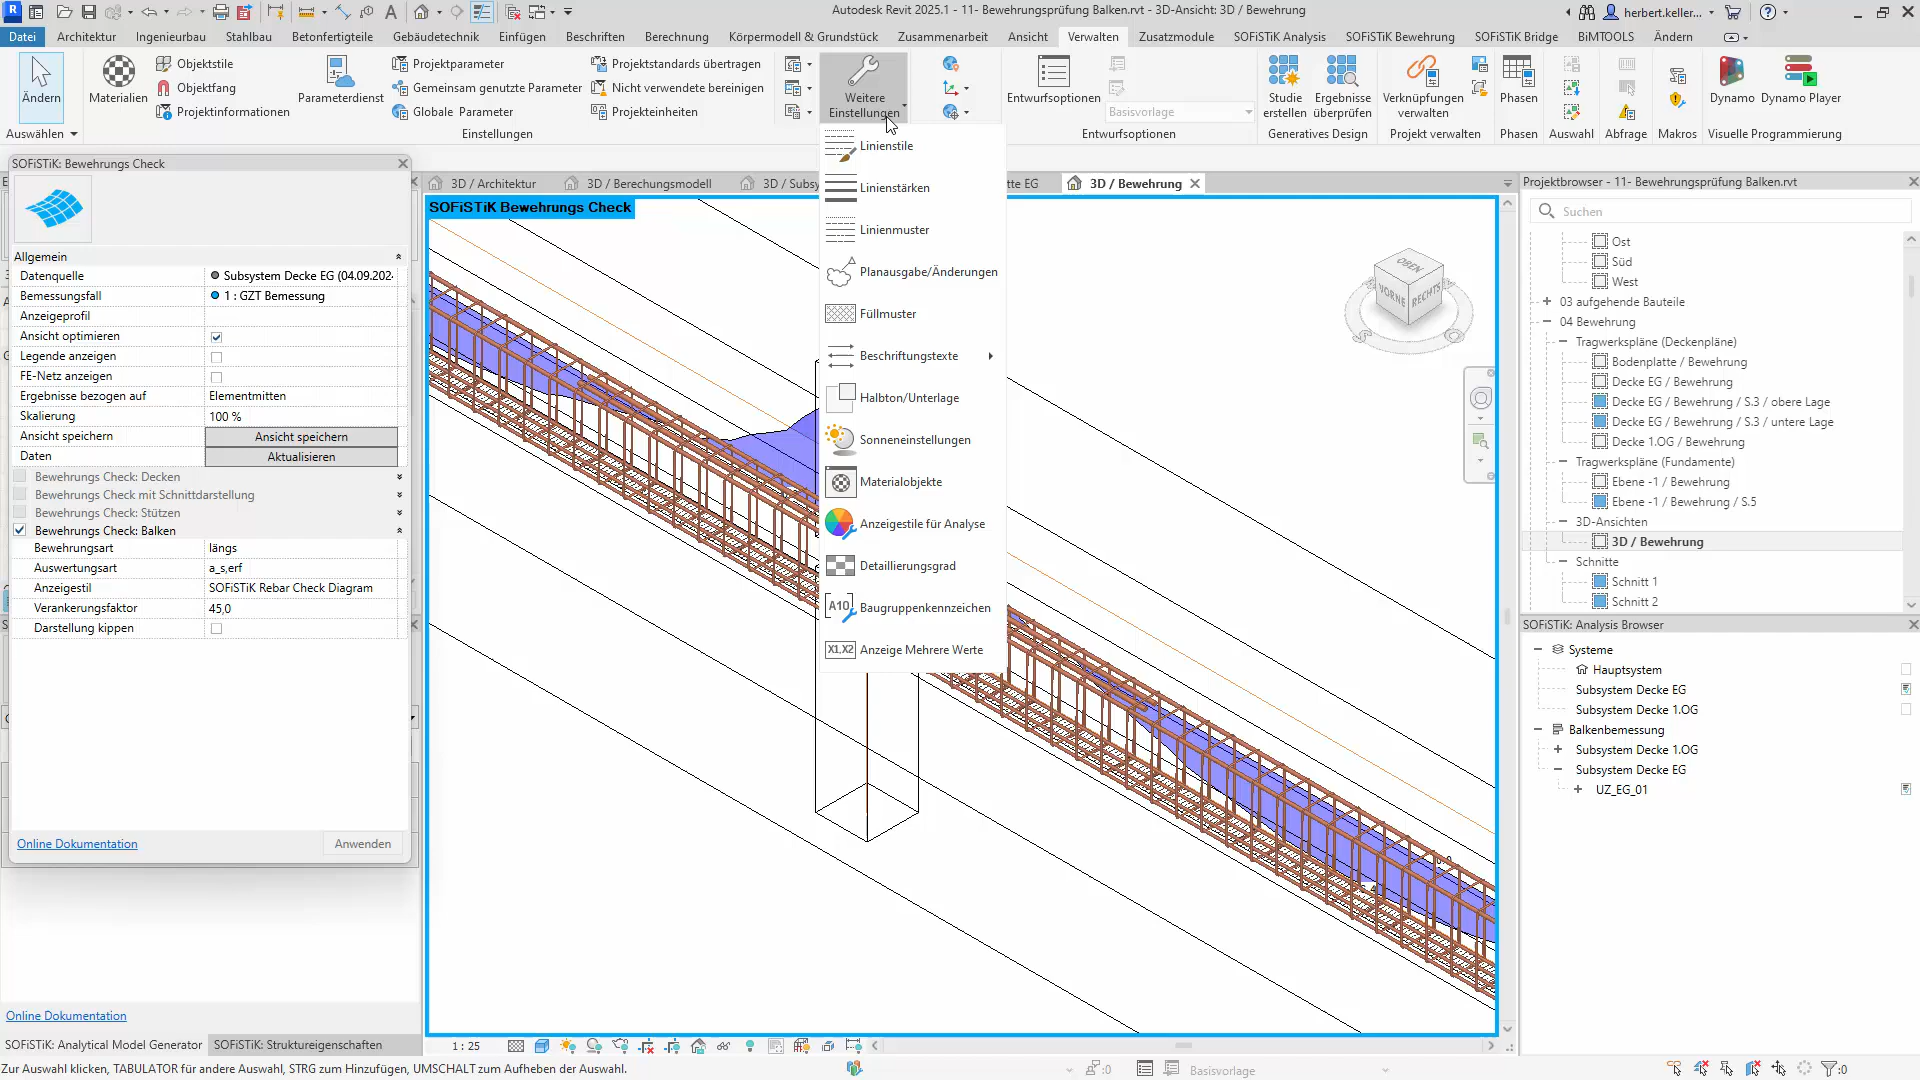 Autodesk Revit 2025.1 - 11- Bewehrungsprüfung Balken.rvt - 3D-Ansicht: 3D / Bewehrung
herbert.keller...
Datei Architektur Ingenieurbau Stahlbau Betonfertigteile Gebäudetechnik Einfügen Beschriften Berechnung Körpermodell & Grundstück Zusammenarbeit Ansicht Verwalten Zusatzmodule SOFiSTiK Analysis SOFiSTiK Bewehrung SOFiSTiK Bridge BiMTOOLS Ändern
Ändern
Materialien
Objektstile
Objektfang
Projektinformationen
Parameterdienst
Projektparameter
Gemeinsam genutzte Parameter
Globale Parameter
Projektstandards übertragen
Nicht verwendete bereinigen
Projekteinheiten
Weitere
Einstellungen
Entwurfsoptionen
Basisvorlage
Studie
erstellen
Ergebnisse
überprüfen
Verknüpfungen
verwalten
Phasen
Dynamo
Dynamo Player
Auswählen
Einstellungen
Entwurfsoptionen
Generatives Design
Projekt verwalten
Phasen
Auswahl
Abfrage
Makros
Visuelle Programmierung
SOFiSTiK: Bewehrungs Check
Allgemein
Datenquelle Subsystem Decke EG (04.09.202
Bemessungsfall 1 : GZT Bemessung
Anzeigeprofil
Ansicht optimieren
Legende anzeigen
FE-Netz anzeigen
Ergebnisse bezogen auf Elementmitten
Skalierung 100 %
Ansicht speichern Ansicht speichern
Daten Aktualisieren
Bewehrungs Check: Decken
Bewehrungs Check mit Schnittdarstellung
Bewehrungs Check: Stützen
Bewehrungs Check: Balken
Bewehrungsart längs
Auswertungsart a_s,erf
Anzeigestil SOFiSTiK Rebar Check Diagram
Verankerungsfaktor 45,0
Darstellung kippen
Online Dokumentation
Anwenden
Online Dokumentation
SOFiSTiK: Analytical Model Generator SOFiSTiK: Struktureigenschaften
3D / Architektur 3D / Berechungsmodell 3D / Subsy tte EG 3D / Bewehrung
SOFiSTiK Bewehrungs Check
Linienstile
Linienstärken
Linienmuster
Planausgabe/Änderungen
Füllmuster
Beschriftungstexte
Halbton/Unterlage
Sonneneinstellungen
Materialobjekte
Anzeigestile für Analyse
Detaillierungsgrad
A10
Baugruppenkennzeichen
X1,X2
Anzeige Mehrere Werte
OBEN
VORNE
RECHTS
Projektbrowser - 11- Bewehrungsprüfung Balken.rvt
Suchen
Ost
Süd
West
03 aufgehende Bauteile
04 Bewehrung
Tragwerkspläne (Deckenpläne)
Bodenplatte / Bewehrung
Decke EG / Bewehrung
Decke EG / Bewehrung / S.3 / obere Lage
Decke EG / Bewehrung / S.3 / untere Lage
Decke 1.OG / Bewehrung
Tragwerkspläne (Fundamente)
Ebene -1 / Bewehrung
Ebene -1 / Bewehrung / S.5
3D-Ansichten
3D / Bewehrung
Schnitte
Schnitt 1
Schnitt 2
SOFiSTiK: Analysis Browser
Systeme
Hauptsystem
Subsystem Decke EG
Subsystem Decke 1.OG
Balkenbemessung
Subsystem Decke 1.OG
Subsystem Decke EG
UZ_EG_01
1 : 25
Zur Auswahl klicken, TABULATOR für andere Auswahl, STRG zum Hinzufügen, UMSCHALT zum Aufheben der Auswahl.
:0
Basisvorlage
:0